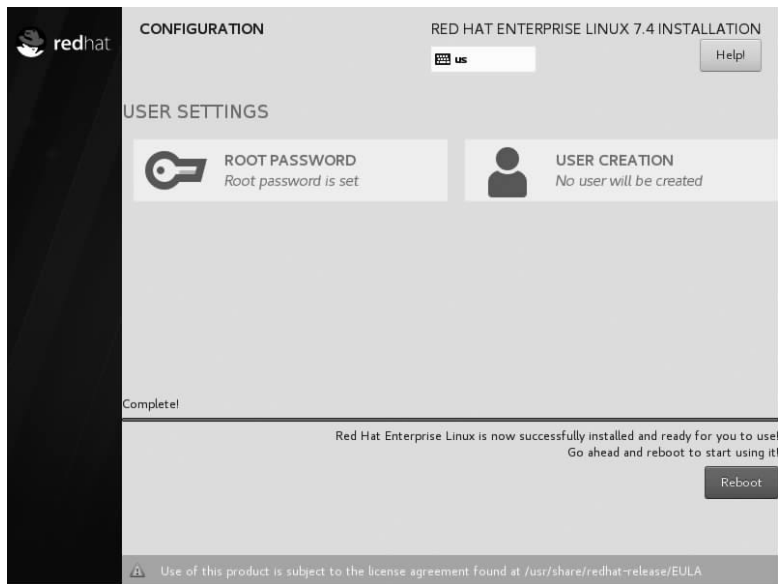 redhat
CONFIGURATION
RED HAT ENTERPRISE LINUX 7.4 INSTALLATION
us
Help!
USER SETTINGS
ROOT PASSWORD
Root password is set
USER CREATION
No user will be created
Complete!
Red Hat Enterprise Linux is now successfully installed and ready for you to use!
Go ahead and reboot to start using it!
Reboot
Use of this product is subject to the license agreement found at /usr/share/redhat-release/EULA